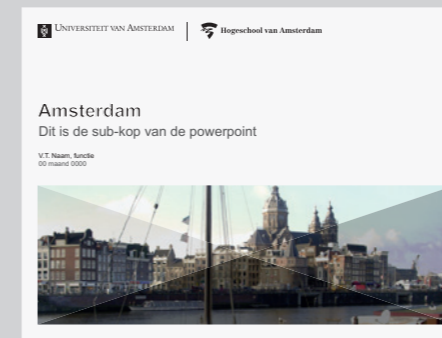 UNIVERSITEIT VAN AMSTERDAM
Hogeschool van Amsterdam
Amsterdam
Dit is de sub-kop van de powerpoint
V.T. Naam, functie
00 maand 0000